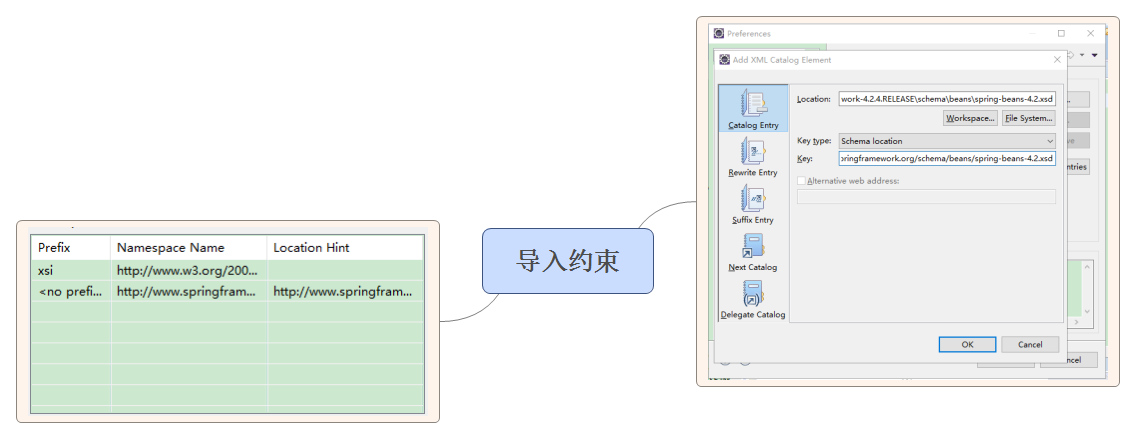 Prefix Namespace Name Location Hint
xsi http://www.w3.org/200...
<no prefi... http://www.springfram... http://www.springfram...
导入约束
Preferences
Add XML Catalog Element
Catalog Entry
Rewrite Entry
Suffix Entry
Next Catalog
Delegate Catalog
Location: work-4.2.4.RELEASE\schema\beans\spring-beans-4.2.xsd
Workspace... File System...
Key type: Schema location
Key: pringframework.org/schema/beans/spring-beans-4.2.xsd
Alternative web address:
OK Cancel
ntries
ncel